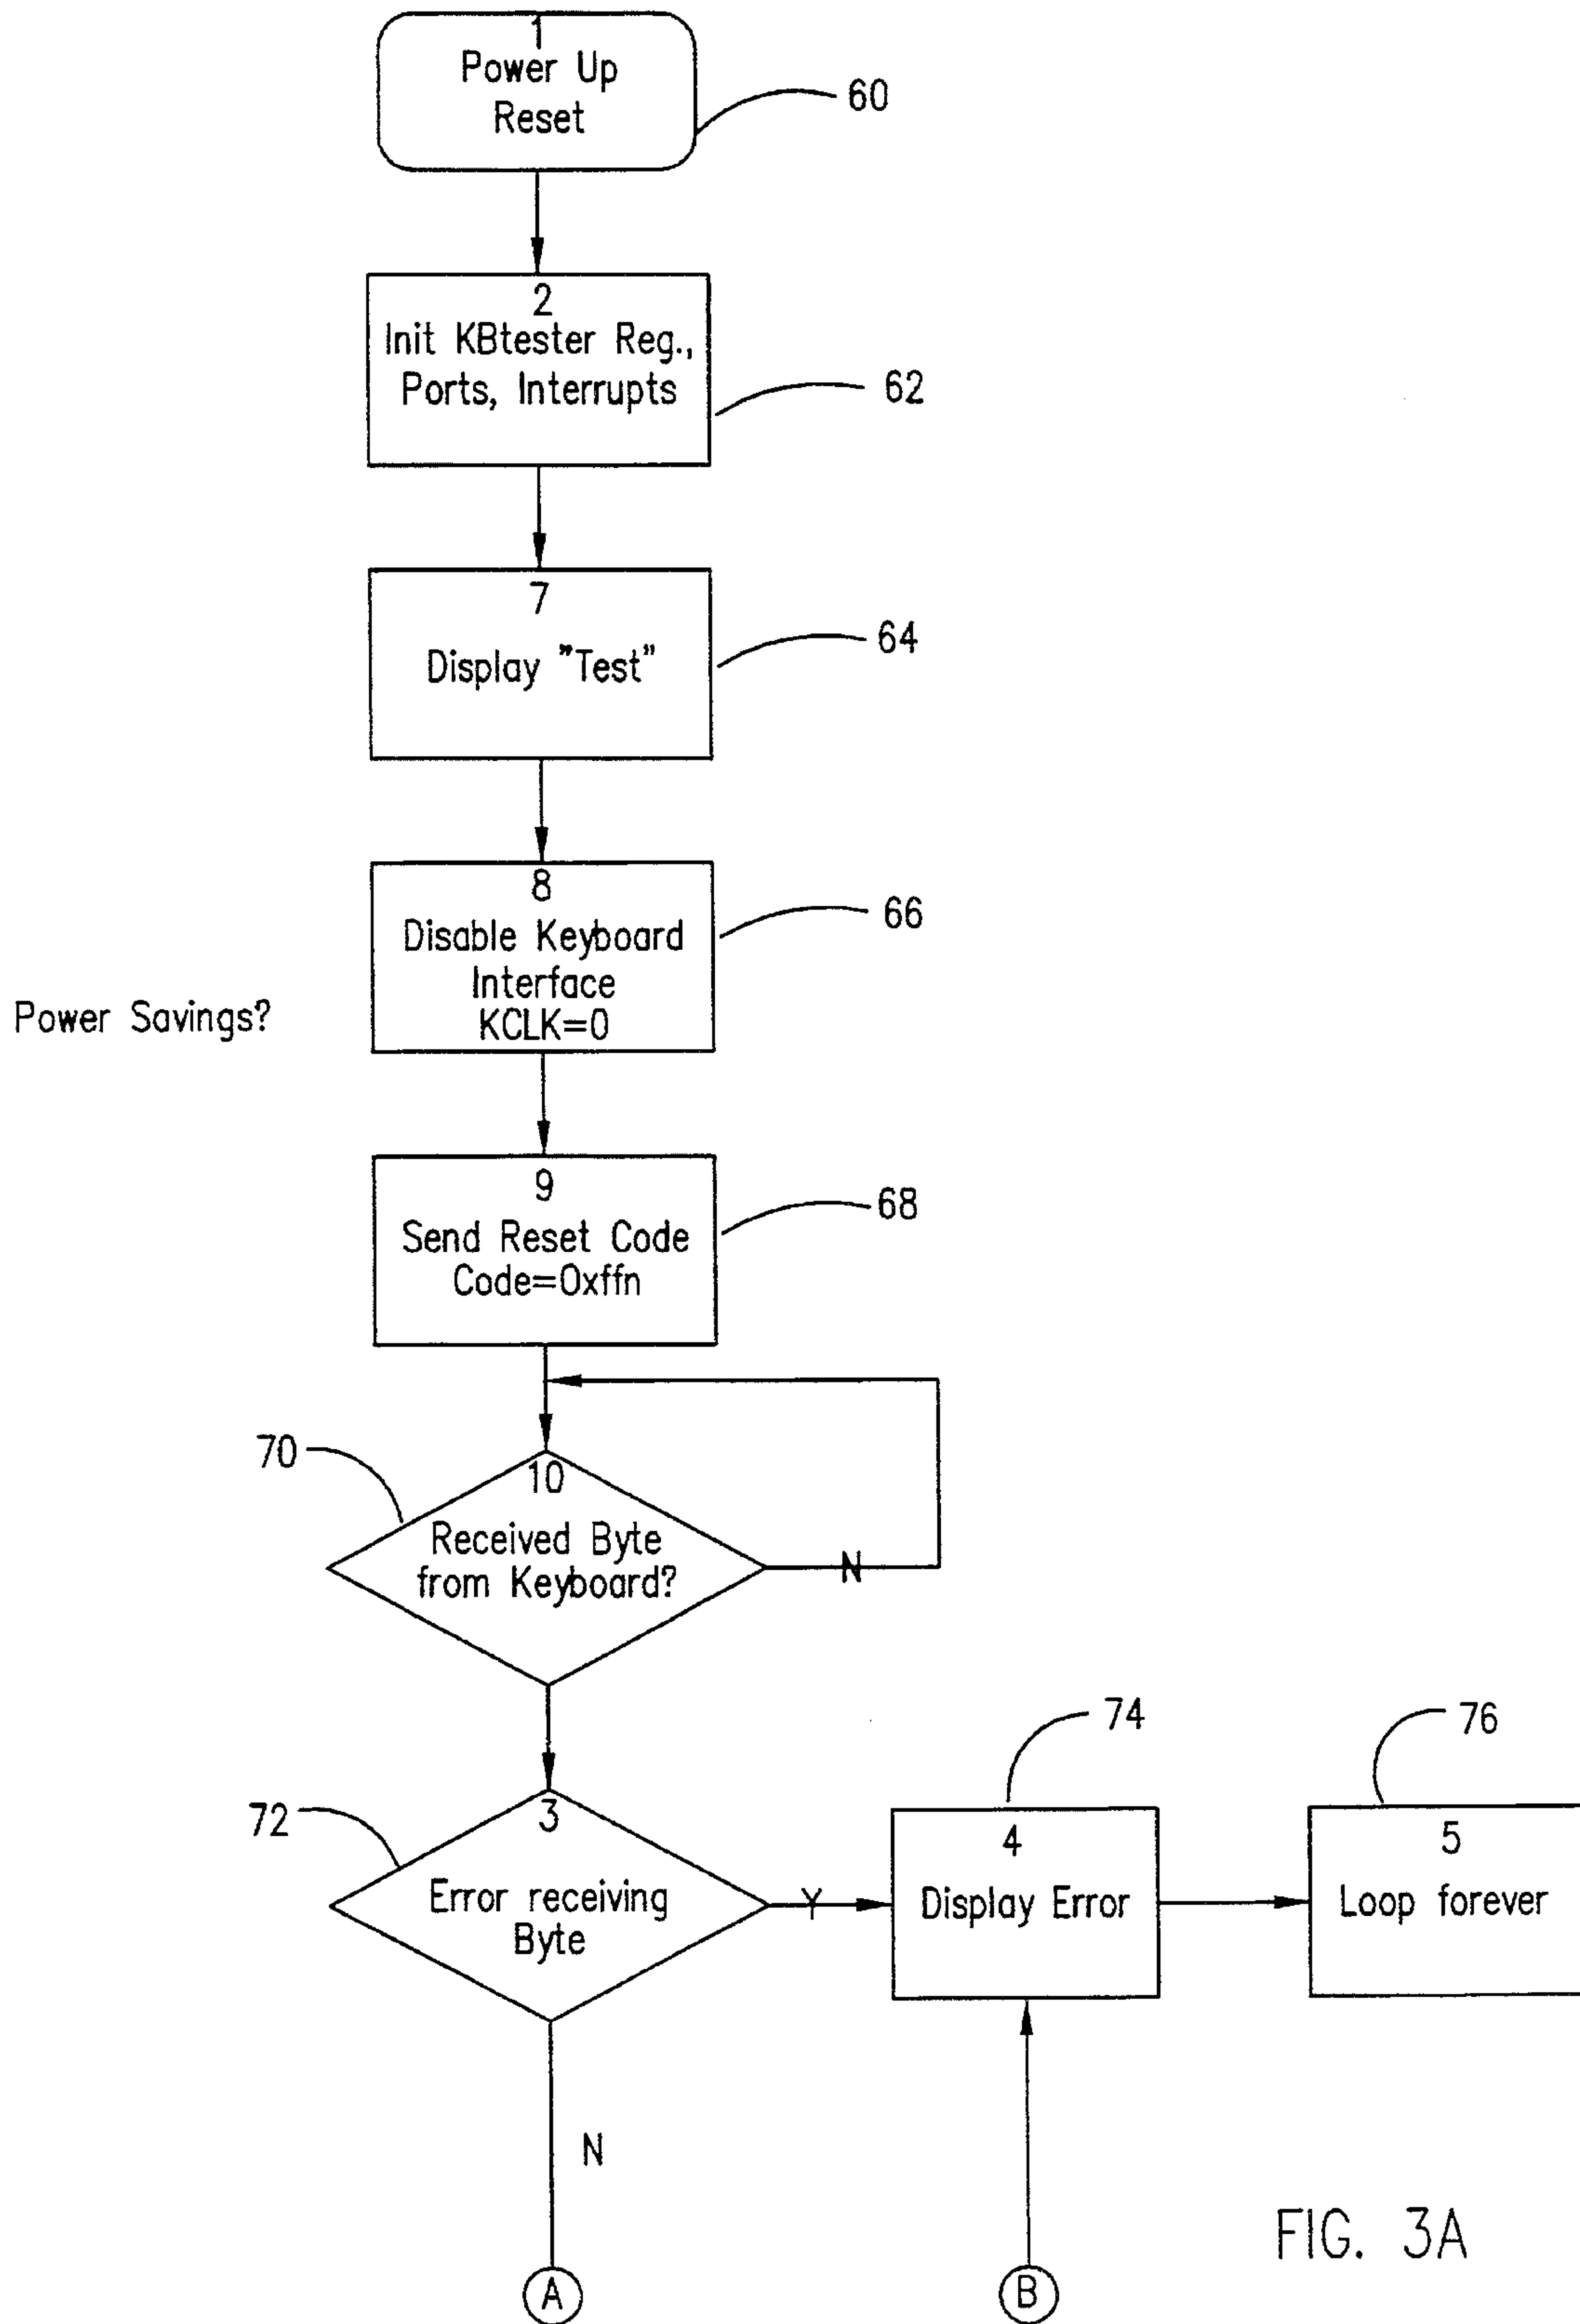 1
Power Up
Reset
60
2
Init KBtester Reg.,
Ports, Interrupts
62
7
Display "Test"
64
8
Disable Keyboard
Interface
KCLK=0
66
Power Savings?
9
Send Reset Code
Code=0xffn
68
70
10
Received Byte
from Keyboard?
N
72
3
Error receiving
Byte
Y
74
4
Display Error
76
5
Loop forever
N
A
B
FIG. 3A